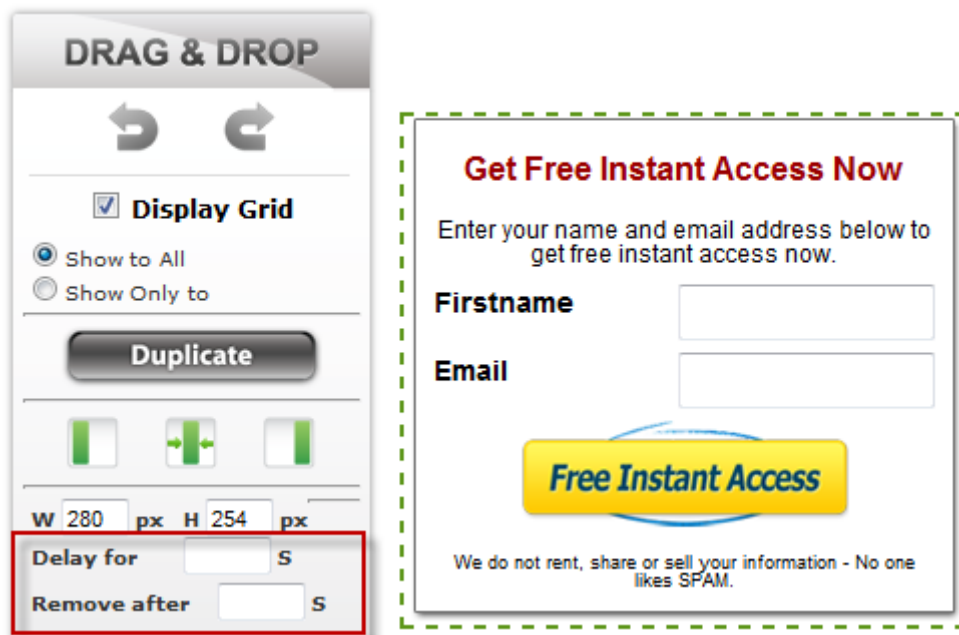 DRAG & DROP
Display Grid
Show to All
Show Only to
Duplicate
W 280 px H 254 px
Delay for S
Remove after S
Get Free Instant Access Now
Enter your name and email address below to
get free instant access now.
Firstname
Email
Free Instant Access
We do not rent, share or sell your information - No one
likes SPAM.